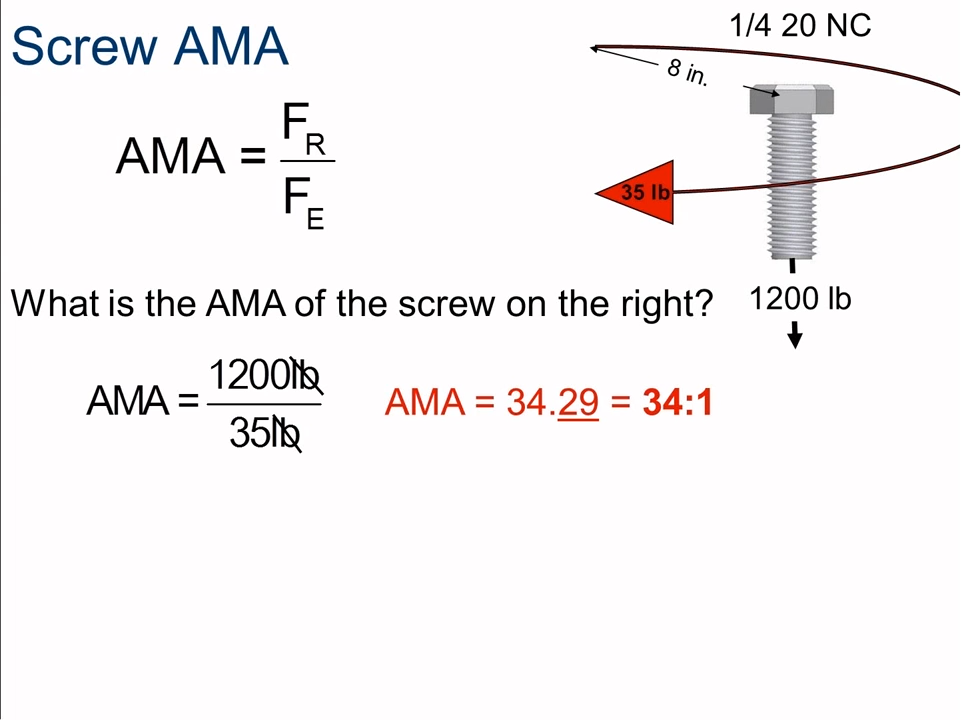 Screw AMA
1/4 20 NC
8 in.
AMA = F_R / F_E
35 lb
What is the AMA of the screw on the right?
1200 lb
AMA = 1200lb / 35lb
AMA = 34.29 = 34:1